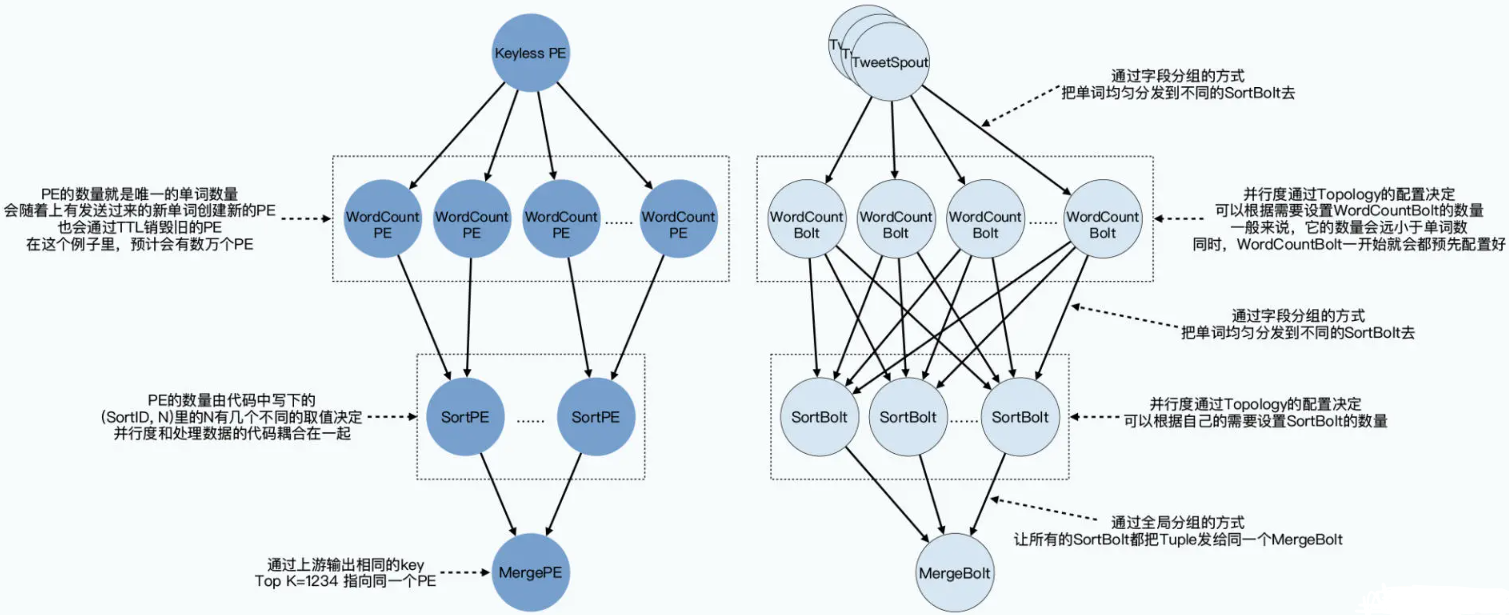 Keyless PE
PE的数量就是唯一的单词数量
会随着上有发送过来的新单词创建新的PE
也会通过TTL销毁旧的PE
在这个例子里，预计会有数万个PE
WordCount
PE
WordCount
PE
WordCount
PE
......
WordCount
PE
PE的数量由代码中写下的
(SortID, N)里的N有几个不同的取值决定
并行度和处理数据的代码耦合在一起
SortPE
......
SortPE
通过上游输出相同的key
Top K=1234 指向同一个PE
MergePE
Tw
Tw
TweetSpout
通过字段分组的方式
把单词均匀分发到不同的SortBolt去
WordCount
Bolt
WordCount
Bolt
WordCount
Bolt
......
WordCount
Bolt
并行度通过Topology的配置决定
可以根据需要设置WordCountBolt的数量
一般来说，它的数量会远小于单词数
同时，WordCountBolt一开始就会都预先配置好
通过字段分组的方式
把单词均匀分发到不同的SortBolt去
SortBolt
SortBolt
......
SortBolt
并行度通过Topology的配置决定
可以根据自己的需要设置SortBolt的数量
通过全局分组的方式
让所有的SortBolt都把Tuple发给同一个MergeBolt
MergeBolt